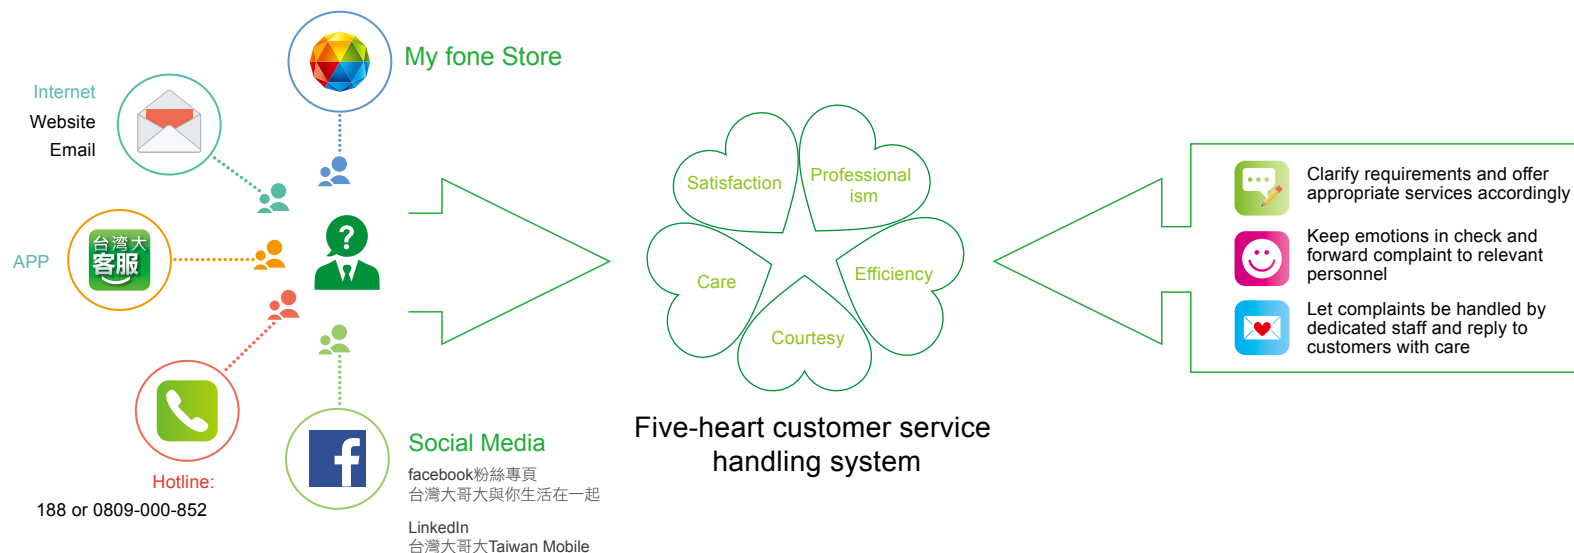 My fone Store
Internet
Website
Email
APP
台湾大
客服
?
Hotline:
188 or 0809-000-852
f
Social Media
facebook粉絲專頁
台灣大哥大與你生活在一起
LinkedIn
台灣大哥大Taiwan Mobile
Satisfaction
Professional
ism
Care
Efficiency
Courtesy
Five-heart customer service
handling system
Clarify requirements and offer
appropriate services accordingly
Keep emotions in check and
forward complaint to relevant
personnel
Let complaints be handled by
dedicated staff and reply to
customers with care